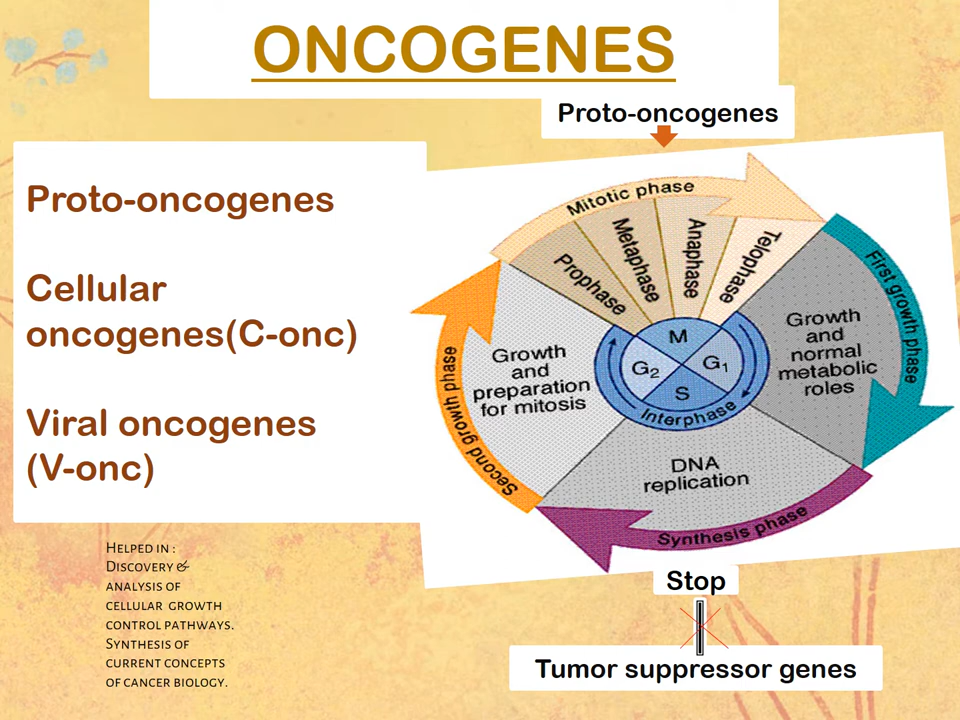 ONCOGENES
Proto-oncogenes
Proto-oncogenes
Cellular
oncogenes(C-onc)
Viral oncogenes
(V-onc)
Mitotic phase
Prophase
Metaphase
Anaphase
Telophase
First growth phase
Growth
and
normal
metabolic
roles
M
G1
G2
S
Interphase
Growth
and
preparation
for mitosis
Second growth phase
DNA
replication
Synthesis phase
Helped in :
Discovery &
analysis of
cellular growth
control pathways.
Synthesis of
current concepts
of cancer biology.
Stop
Tumor suppressor genes